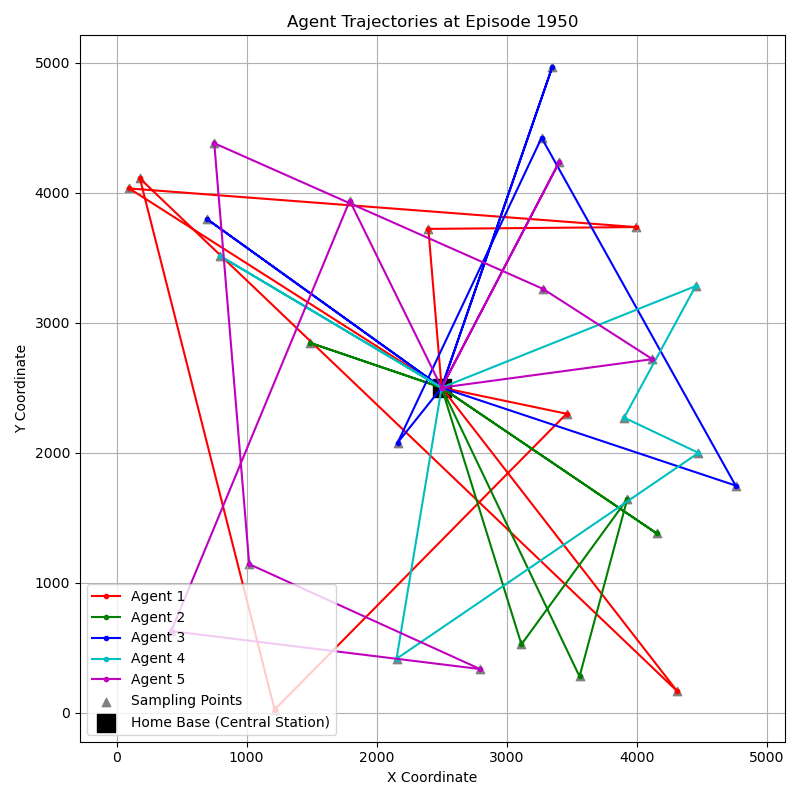 Agent Trajectories at Episode 1950
Y Coordinate
5000
4000
3000
2000
1000
0
Agent 1
Agent 2
Agent 3
Agent 4
Agent 5
Sampling Points
Home Base (Central Station)
0 1000 2000 3000 4000 5000
X Coordinate